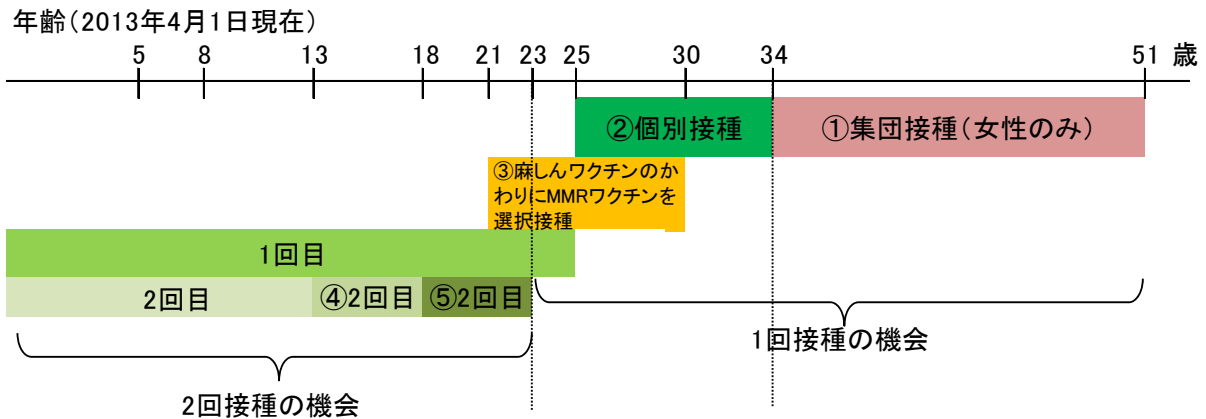 年齢(2013年4月1日現在)
5 8 13 18 21 23 25 30 34 51 歳
②個別接種 ①集団接種(女性のみ)
③麻しんワクチンのか
わりにMMRワクチンを
選択接種
1回目
2回目 ④2回目 ⑤2回目
1回接種の機会
2回接種の機会